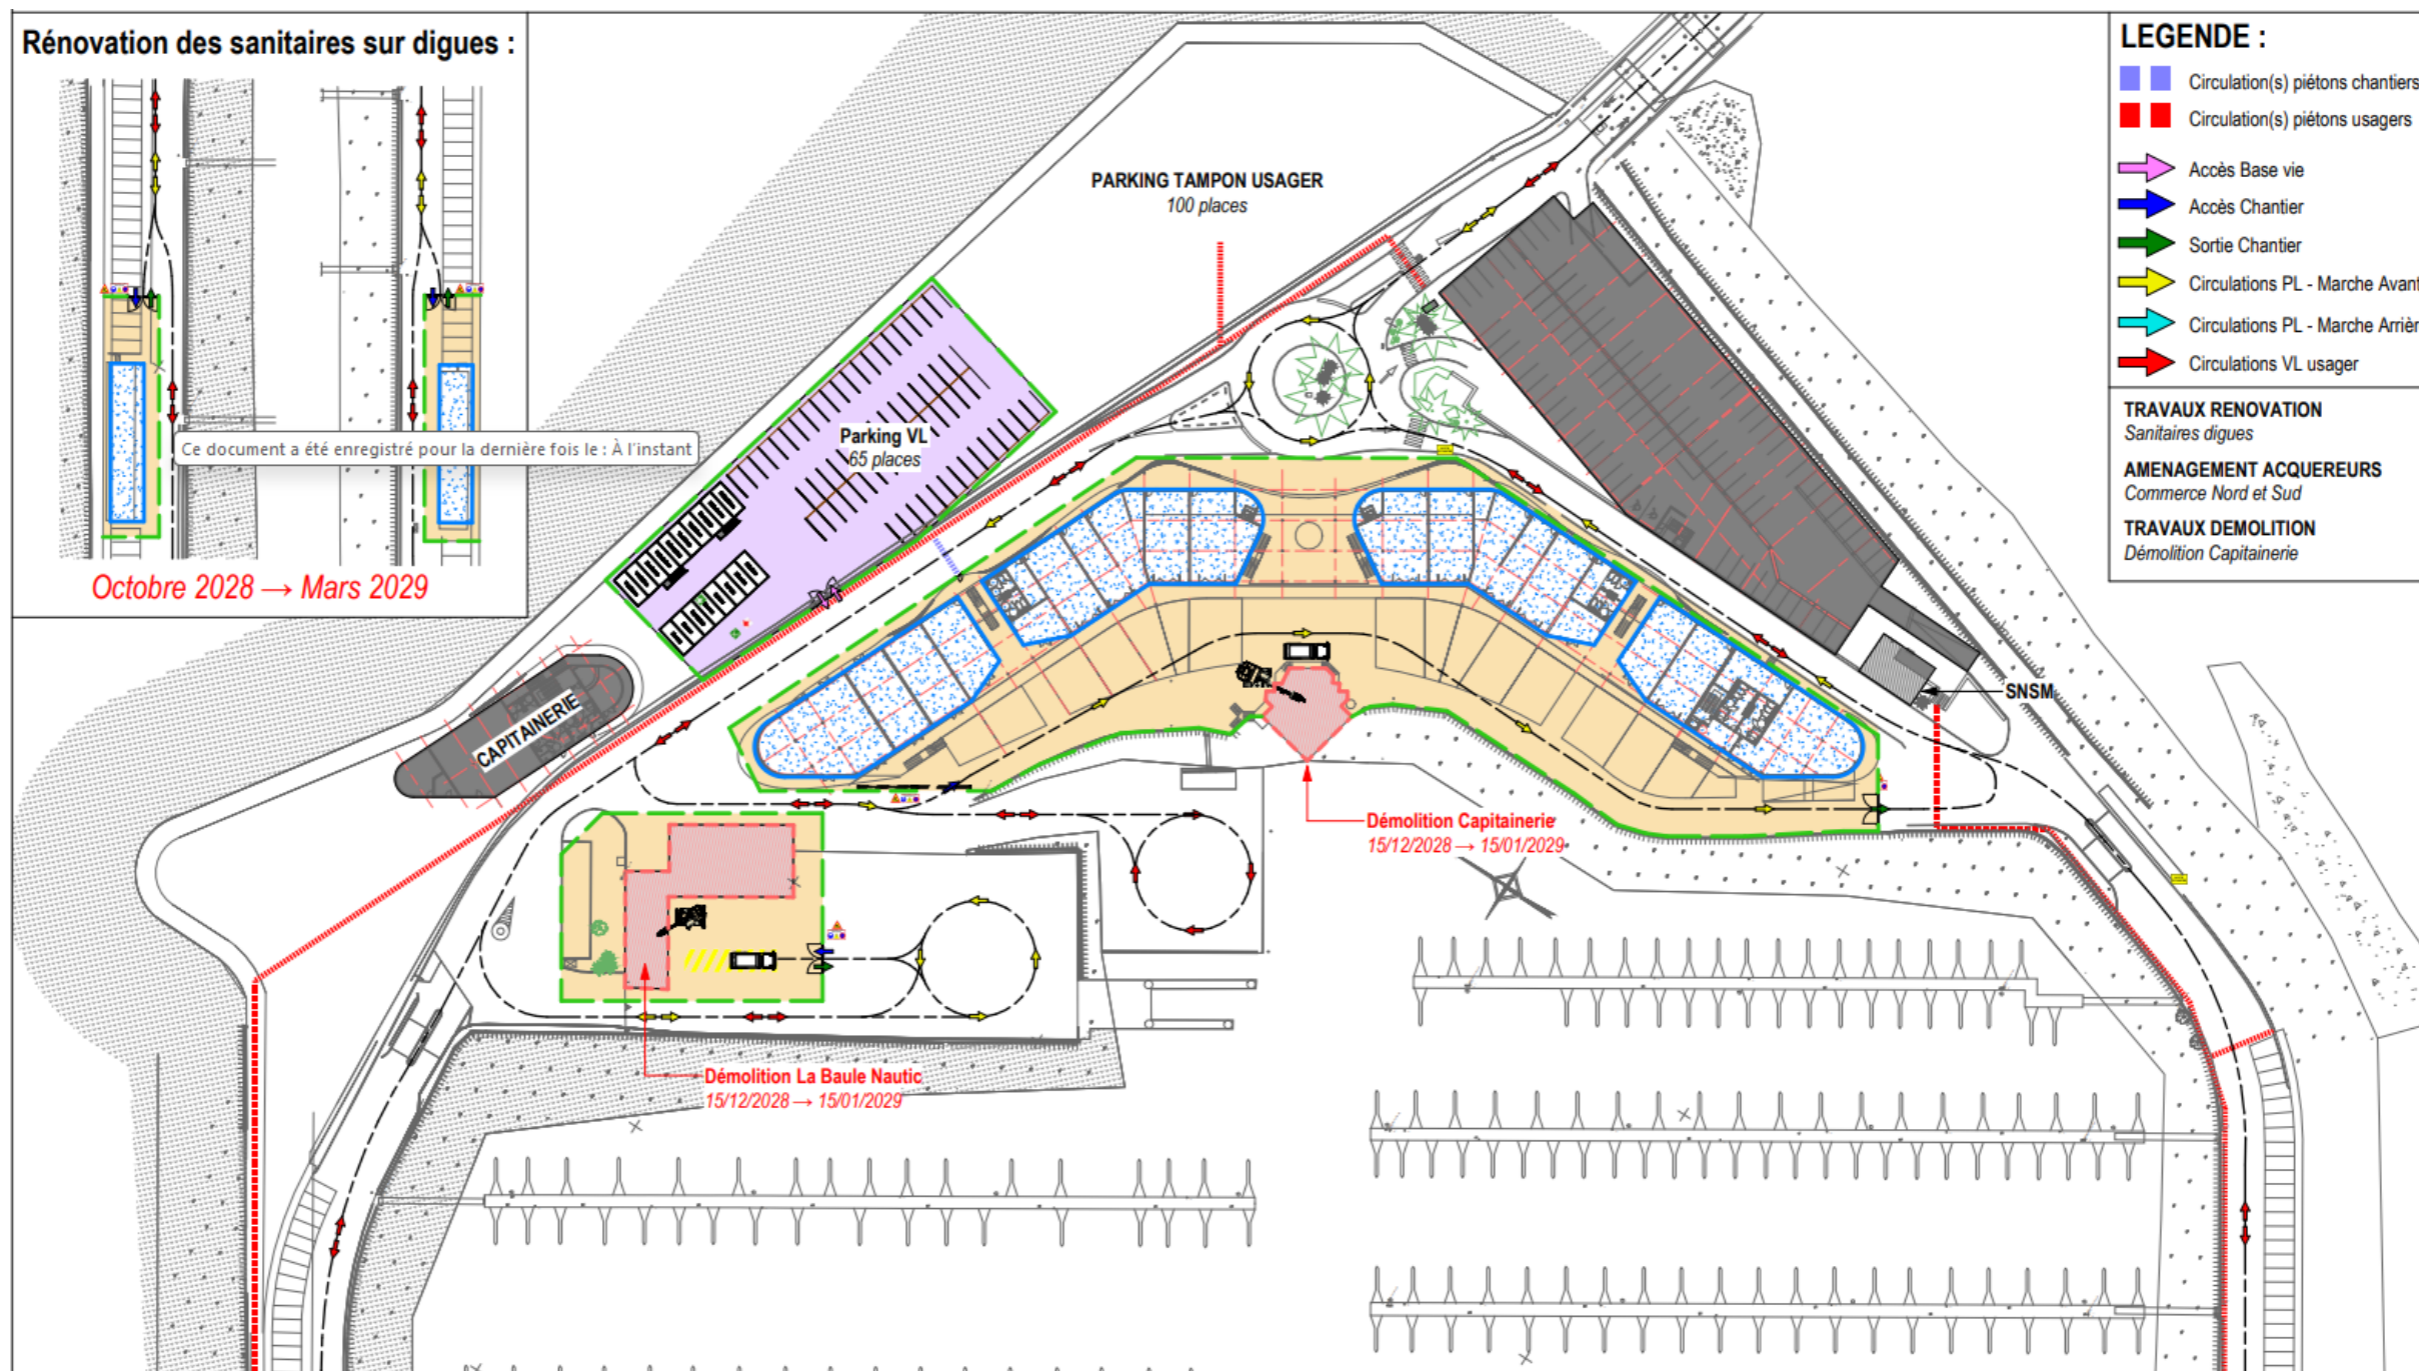 Rénovation des sanitaires sur digues :
Ce document a été enregistré pour la dernière fois le : À l'instant
Octobre 2028 → Mars 2029
PARKING TAMPON USAGER
100 places
Parking VL
65 places
CAPITAINERIE
SNSM
Démolition Capitainerie
15/12/2028 → 15/01/2029
Démolition La Baule Nautic
15/12/2028 → 15/01/2029
LEGENDE :
Circulation(s) piétons chantiers
Circulation(s) piétons usagers
Accès Base vie
Accès Chantier
Sortie Chantier
Circulations PL - Marche Avant
Circulations PL - Marche Arrièr
Circulations VL usager
TRAVAUX RENOVATION
Sanitaires digues
AMENAGEMENT ACQUEREURS
Commerce Nord et Sud
TRAVAUX DEMOLITION
Démolition Capitainerie